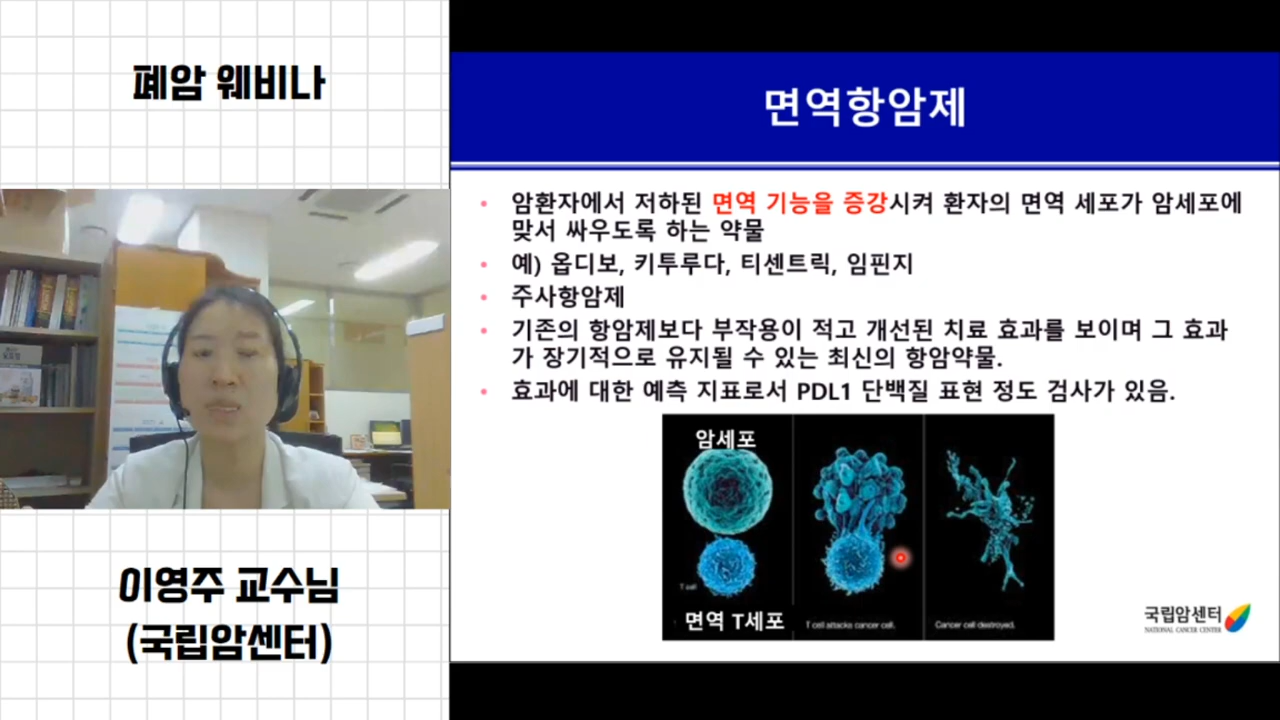 폐암 웨비나
이영주 교수님
(국립암센터)
면역항암제
• 암환자에서 저하된 면역 기능을 증강시켜 환자의 면역 세포가 암세포에
맞서 싸우도록 하는 약물
• 예) 옵디보, 키투루다, 티센트릭, 임핀지
• 주사항암제
• 기존의 항암제보다 부작용이 적고 개선된 치료 효과를 보이며 그 효과
가 장기적으로 유지될 수 있는 최신의 항암약물.
• 효과에 대한 예측 지표로서 PDL1 단백질 표현 정도 검사가 있음.
암세포
T cell
면역 T세포
T cell attacks cancer cell.
Cancer cell destroyed.
국립암센터
NATIONAL CANCER CENTER